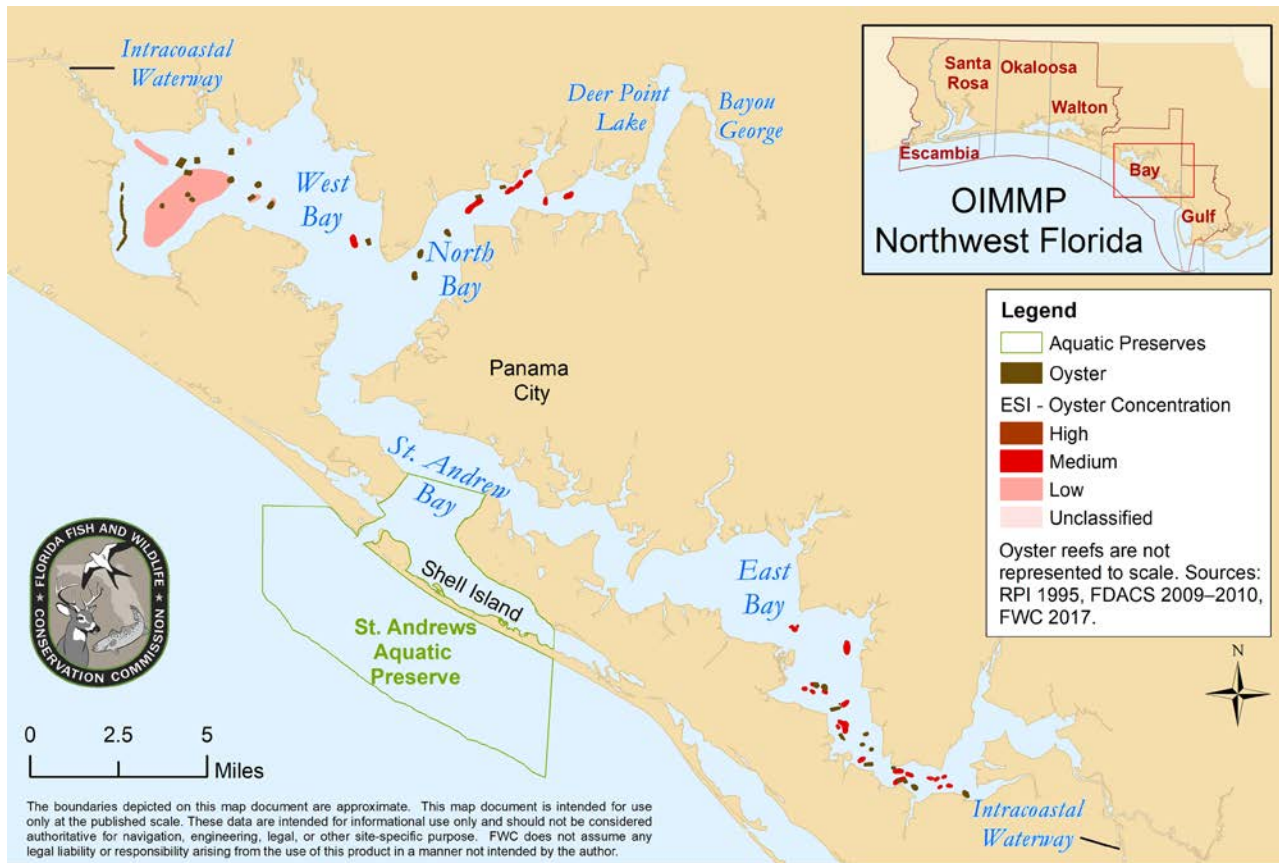 Intracoastal
Waterway
Deer Point
Lake
Bayou
George
West
Bay
North
Bay
Panama
City
St. Andrew
Bay
Shell Island
St. Andrews
Aquatic
Preserve
East
Bay
Intracoastal
Waterway
Santa
Rosa
Okaloosa
Walton
Escambia
Bay
Gulf
OIMMP
Northwest Florida
Legend
Aquatic Preserves
Oyster
ESI - Oyster Concentration
High
Medium
Low
Unclassified
Oyster reefs are not
represented to scale. Sources:
RPI 1995, FDACS 2009–2010,
FWC 2017.
N
FLORIDA FISH AND WILDLIFE
CONSERVATION COMMISSION
0 2.5 5
Miles
The boundaries depicted on this map document are approximate. This map document is intended for use
only at the published scale. These data are intended for informational use only and should not be considered
authoritative for navigation, engineering, legal, or other site-specific purpose. FWC does not assume any
legal liability or responsibility arising from the use of this product in a manner not intended by the author.